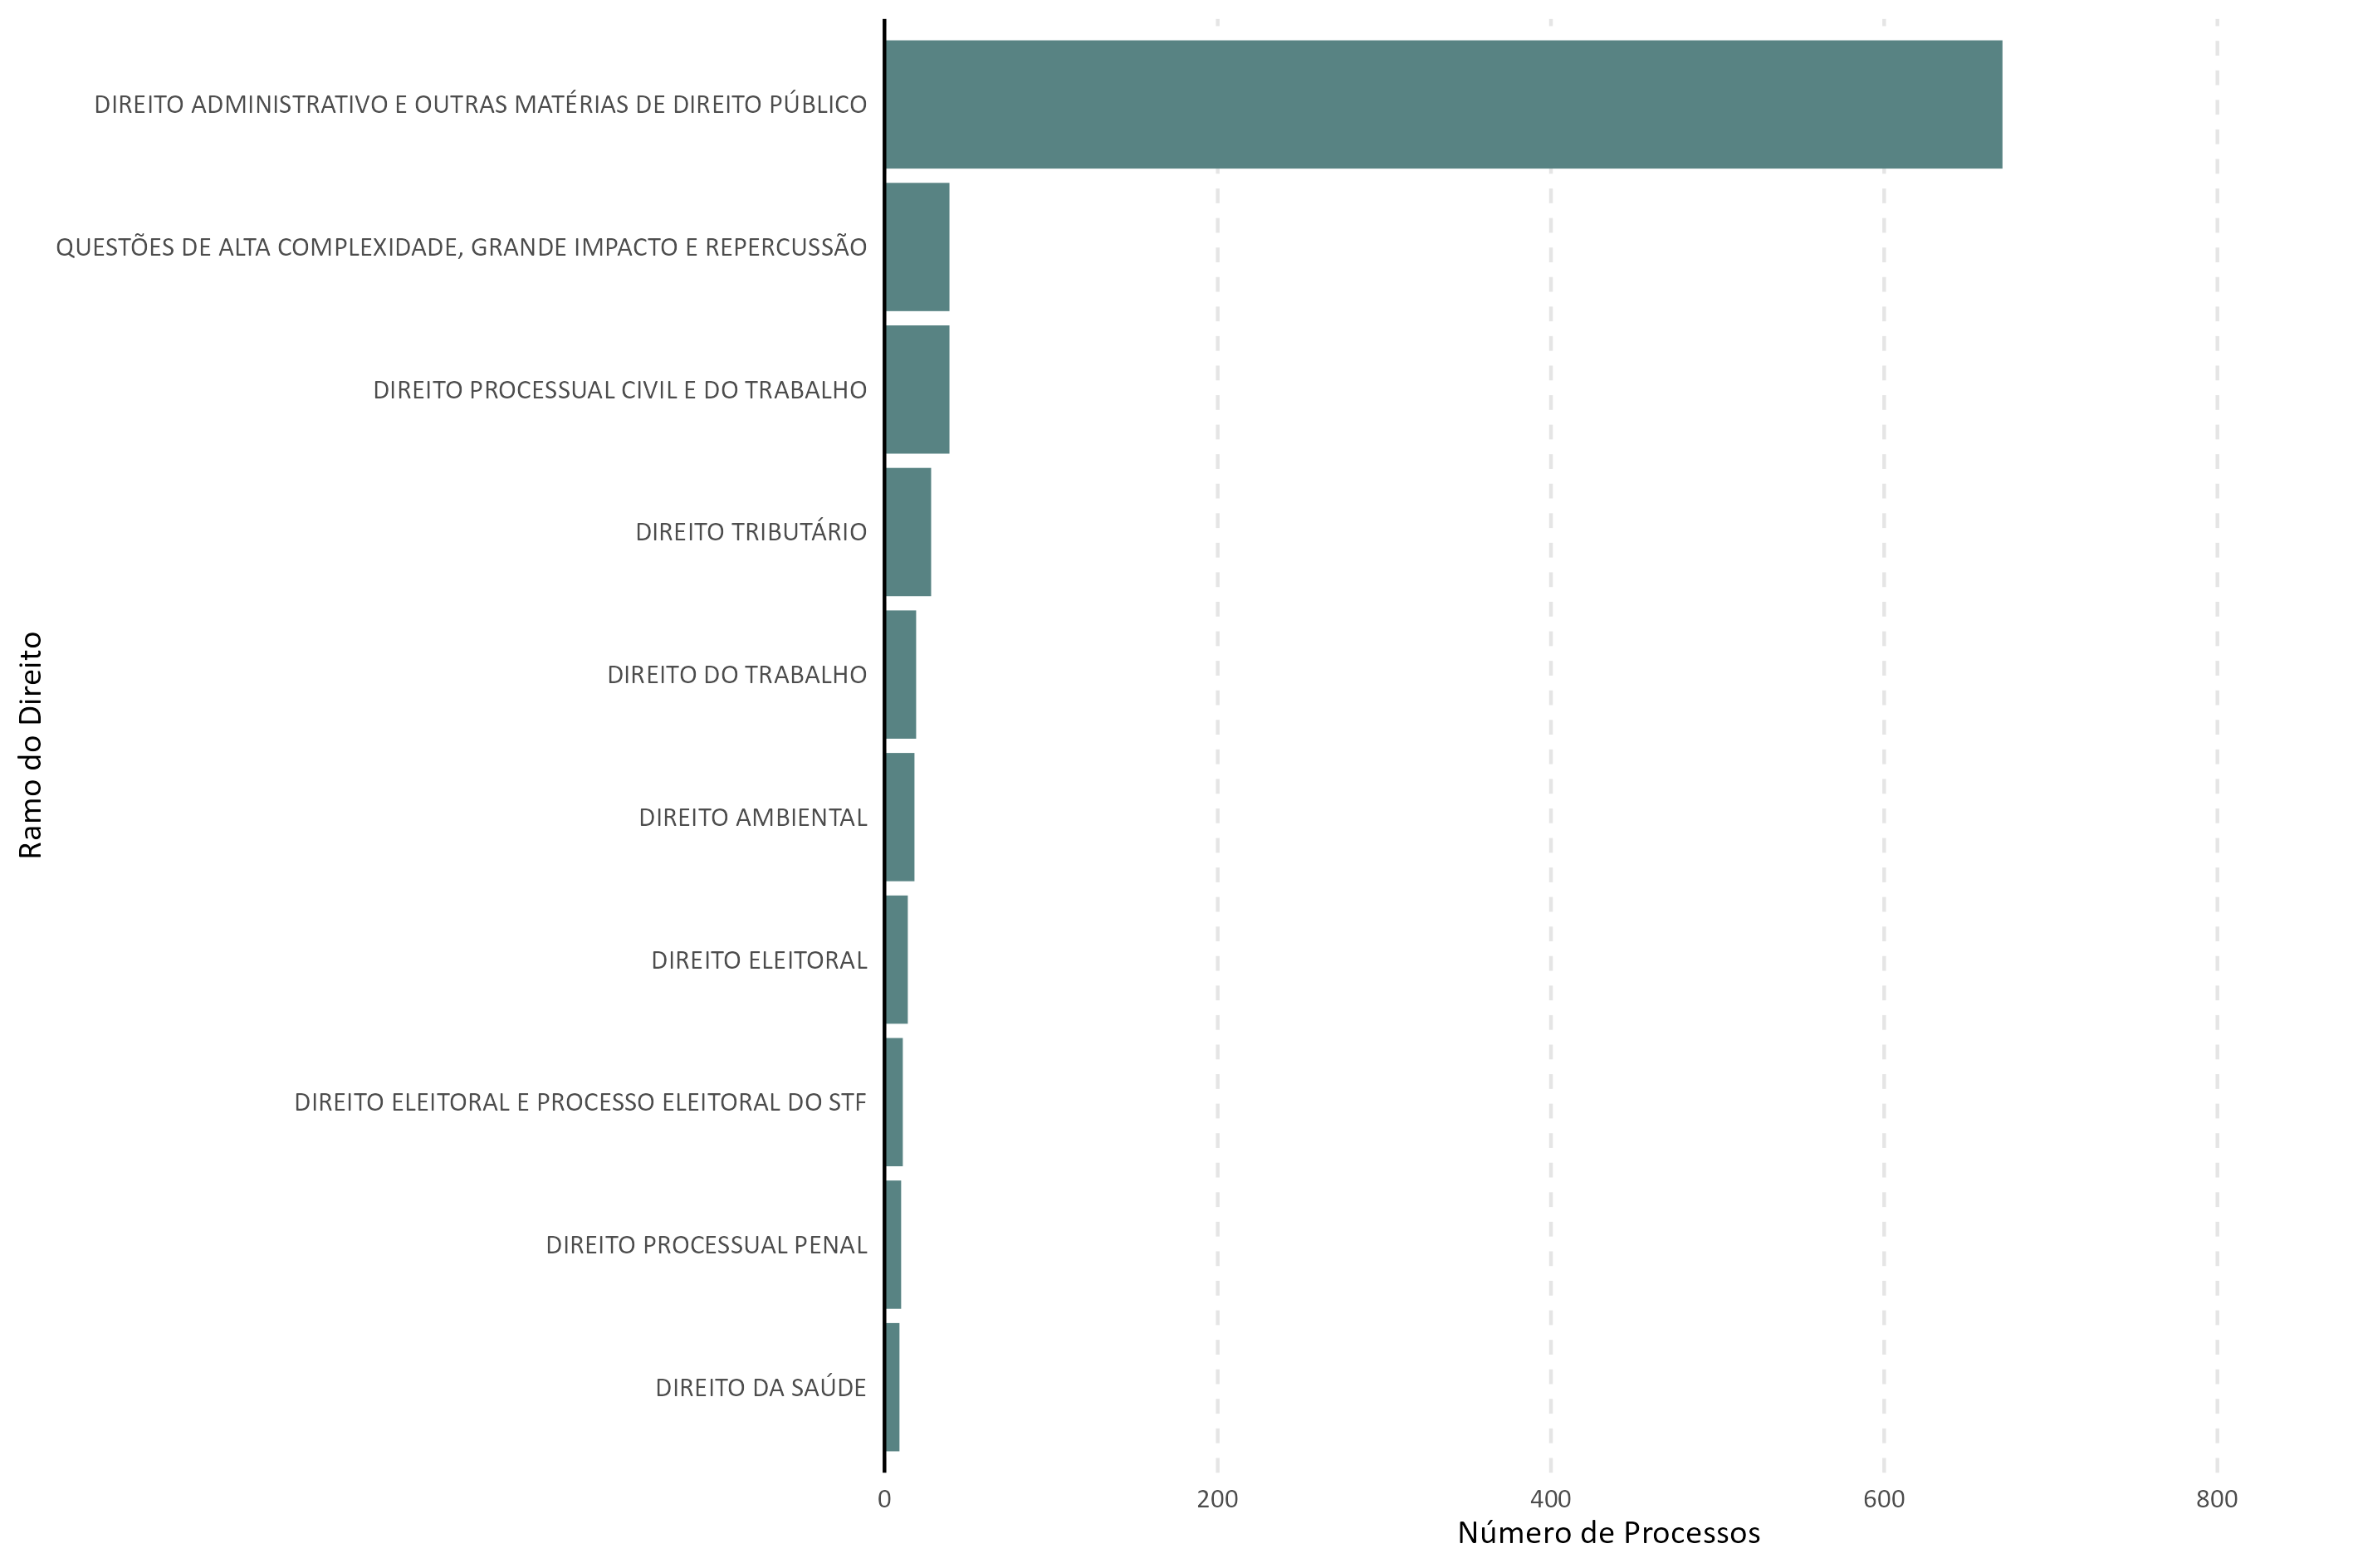 DIREITO ADMINISTRATIVO E OUTRAS MATÉRIAS DE DIREITO PÚBLICO
QUESTÕES DE ALTA COMPLEXIDADE, GRANDE IMPACTO E REPERCUSSÃO
DIREITO PROCESSUAL CIVIL E DO TRABALHO
DIREITO TRIBUTÁRIO
DIREITO DO TRABALHO
DIREITO AMBIENTAL
DIREITO ELEITORAL
DIREITO ELEITORAL E PROCESSO ELEITORAL DO STF
DIREITO PROCESSUAL PENAL
DIREITO DA SAÚDE
Ramo do Direito
0 200 400 600 800
Número de Processos